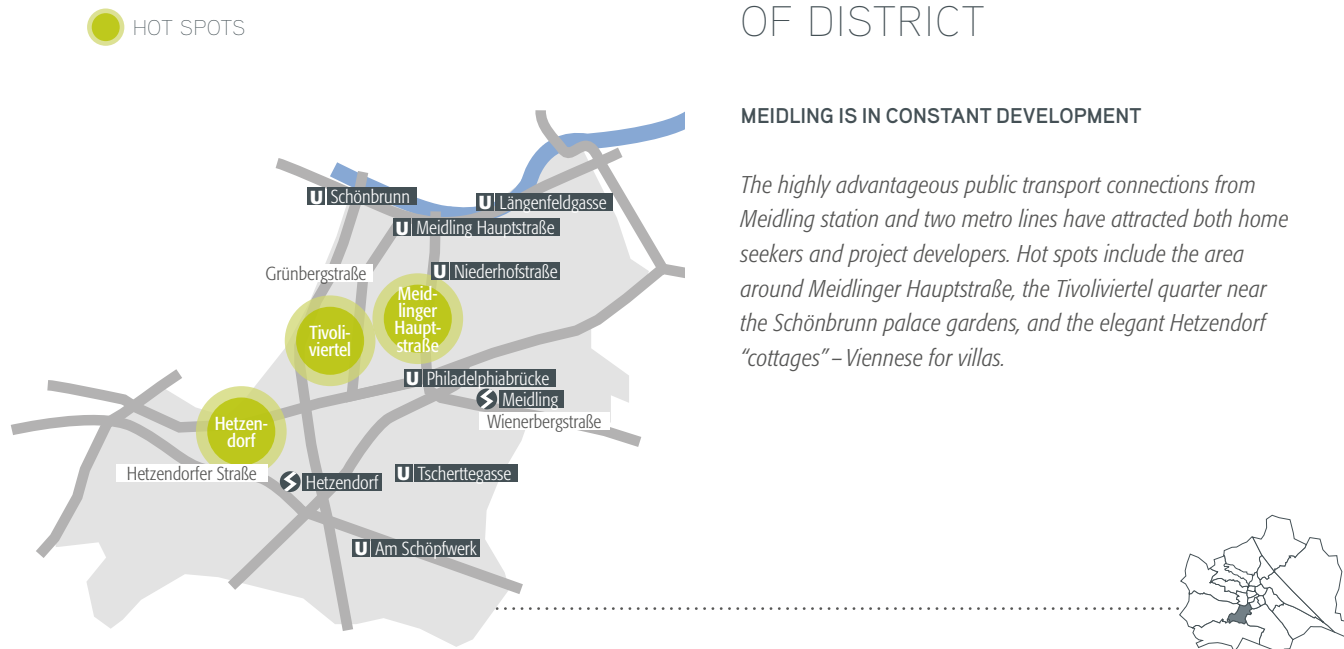 HOT SPOTS
OF DISTRICT
MEIDLING IS IN CONSTANT DEVELOPMENT
The highly advantageous public transport connections from
Meidling station and two metro lines have attracted both home
seekers and project developers. Hot spots include the area
around Meidlinger Hauptstraße, the Tivoliviertel quarter near
the Schönbrunn palace gardens, and the elegant Hetzendorf
“cottages” – Viennese for villas.
U Schönbrunn
U Längenfeldgasse
U Meidling Hauptstraße
Grünbergstraße
U Niederhofstraße
Meid-
linger
Haupt-
straße
Tivoli-
viertel
U Philadelphiabrücke
S Meidling
Wienerbergstraße
Hetzen-
dorf
Hetzendorfer Straße
S Hetzendorf
U Tscherttegasse
U Am Schöpfwerk